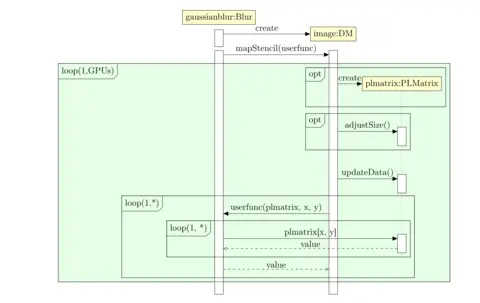 gaussianblur:Blur
create
image:DM
mapStencil(userfunc)
loop(1,GPUs)
opt
create
plmatrix:PLMatrix
opt
adjustSize()
updateData()
loop(1,*)
userfunc(plmatrix, x, y)
loop(1, *)
plmatrix[x, y]
value
value